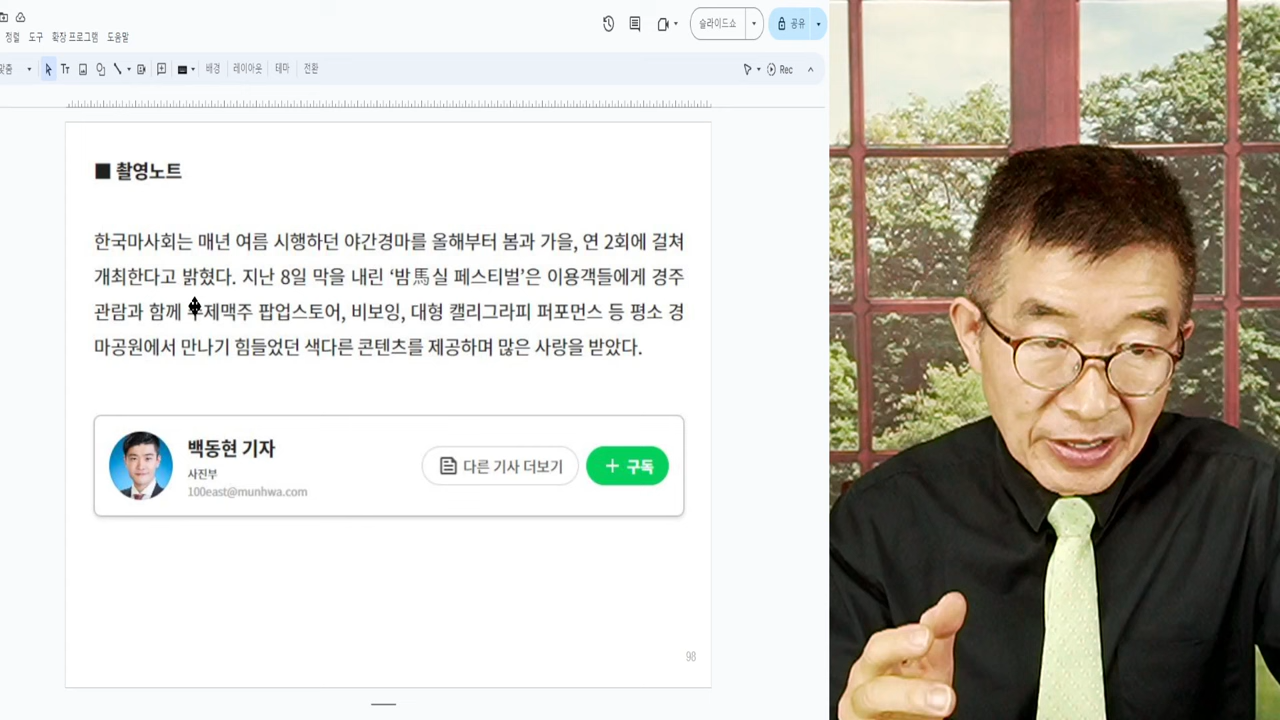 정렬 도구 확장 프로그램 도움말
슬라이드쇼
공유
배경 레이아웃 테마 전환
Rec
■ 촬영노트
한국마사회는 매년 여름 시행하던 야간경마를 올해부터 봄과 가을, 연 2회에 걸쳐
개최한다고 밝혔다. 지난 8일 막을 내린 ‘밤馬실 페스티벌’은 이용객들에게 경주
관람과 함께 팝업스토어, 비보잉, 대형 캘리그라피 퍼포먼스 등 평소 경
마공원에서 만나기 힘들었던 색다른 콘텐츠를 제공하며 많은 사랑을 받았다.
백동현 기자
사진부
100east@munhwa.com
다른 기사 더보기
+ 구독
98